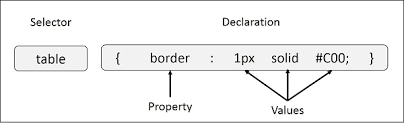 Selector Declaration
table { border : 1px solid #C00; }
Property Values